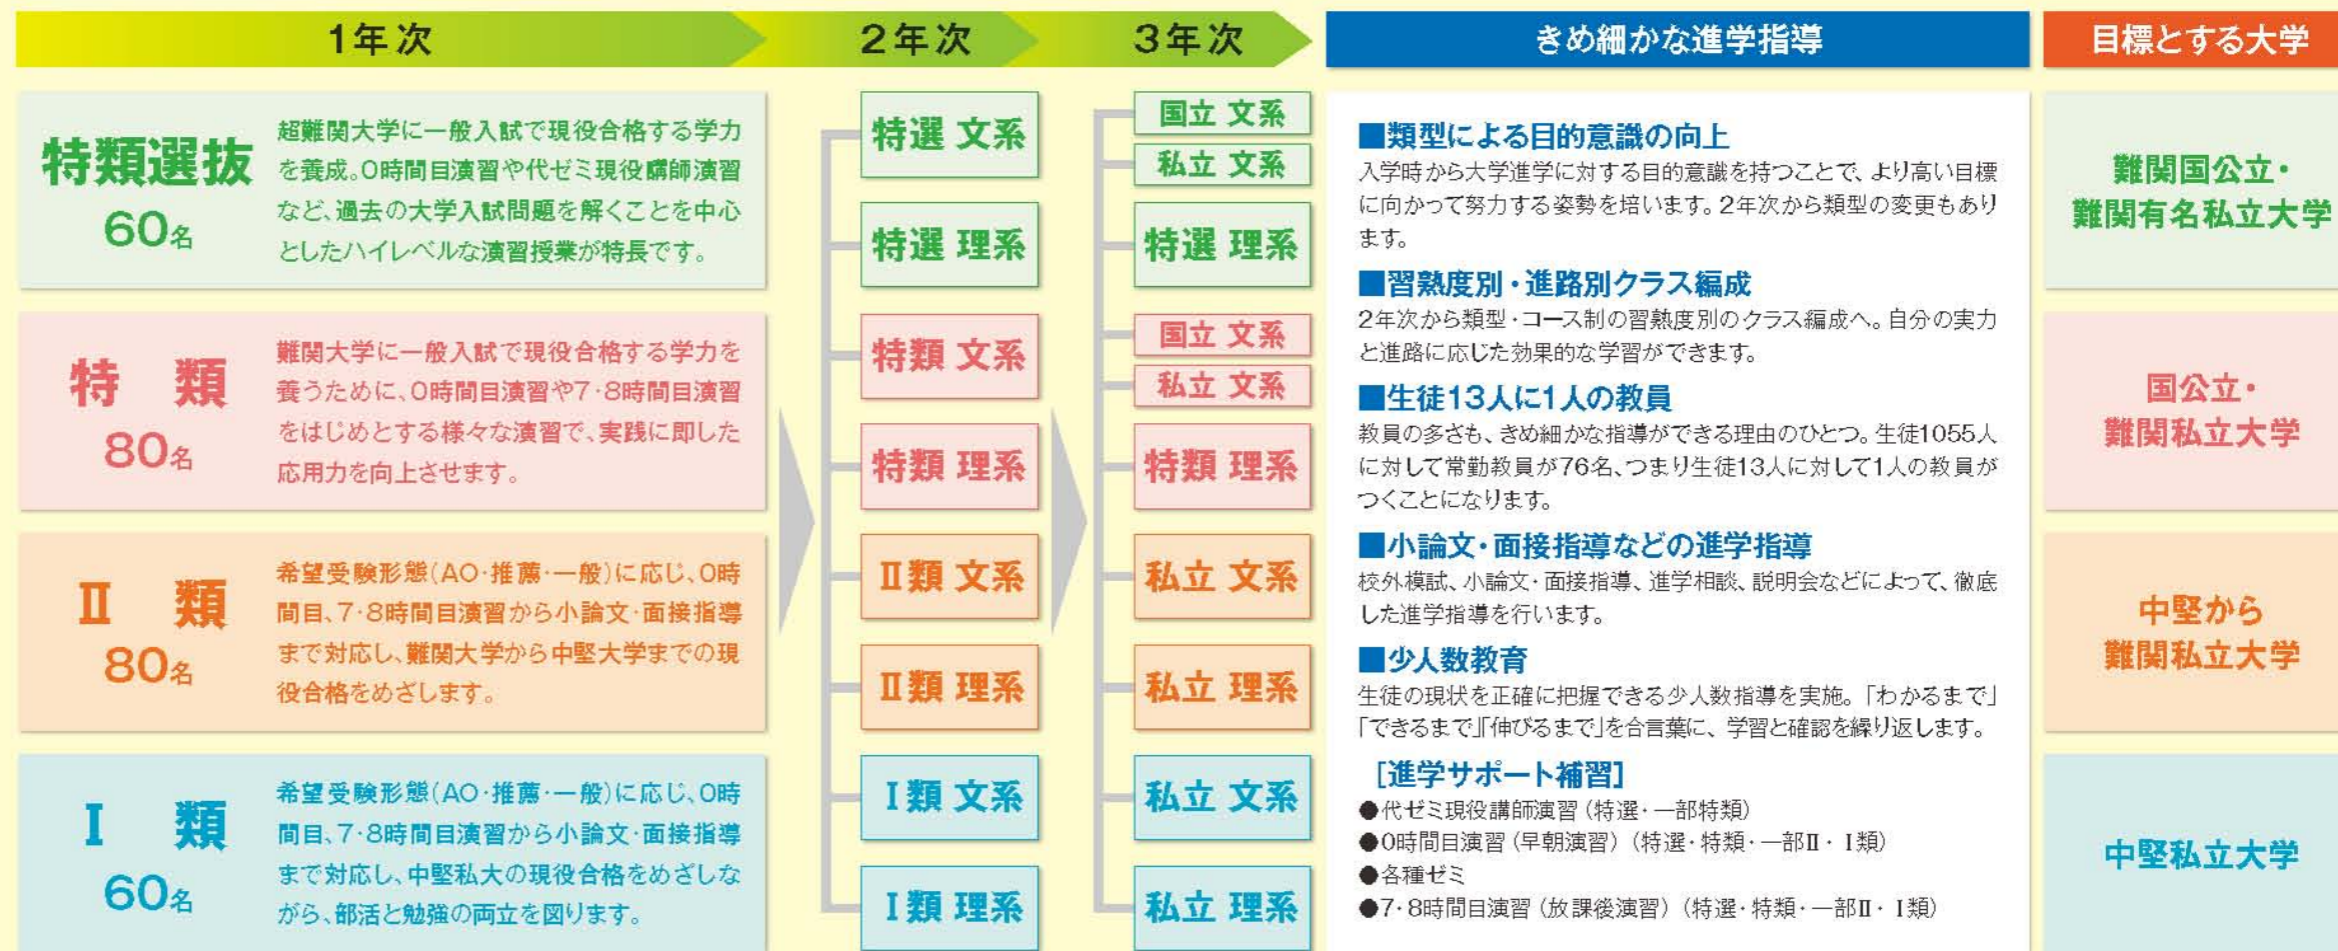 1年次
2年次
3年次
きめ細かな進学指導
目標とする大学
特類選抜
60名
超難関大学に一般入試で現役合格する学力
を養成。0時間目演習や代ゼミ現役講師演習
など、過去の大学入試問題を解くことを中心
としたハイレベルな演習授業が特長です。
特 類
80名
難関大学に一般入試で現役合格する学力を
養うために、0時間目演習や7・8時間目演習
をはじめとする様々な演習で、実践に即した
応用力を向上させます。
Ⅱ 類
80名
希望受験形態(AO・推薦・一般)に応じ、0時
間目、7・8時間目演習から小論文・面接指導
まで対応し、難関大学から中堅大学までの現
役合格をめざします。
Ⅰ 類
60名
希望受験形態(AO・推薦・一般)に応じ、0時
間目、7・8時間目演習から小論文・面接指導
まで対応し、中堅私大の現役合格をめざしな
がら、部活と勉強の両立を図ります。
特選 文系
特選 理系
特類 文系
特類 理系
Ⅱ類 文系
Ⅱ類 理系
Ⅰ類 文系
Ⅰ類 理系
国立 文系
私立 文系
特選 理系
国立 文系
私立 文系
特類 理系
私立 文系
私立 理系
私立 文系
私立 理系
■類型による目的意識の向上
入学時から大学進学に対する目的意識を持つことで、より高い目標
に向かって努力する姿勢を培います。2年次から類型の変更もあり
ます。
■習熟度別・進路別クラス編成
2年次から類型・コース制の習熟度別のクラス編成へ。自分の実力
と進路に応じた効果的な学習ができます。
■生徒13人に1人の教員
教員の多さも、きめ細かな指導ができる理由のひとつ。生徒1055人
に対して常勤教員が76名、つまり生徒13人に対して1人の教員が
つくことになります。
■小論文・面接指導などの進学指導
校外模試、小論文・面接指導、進学相談、説明会などによって、徹底
した進学指導を行います。
■少人数教育
生徒の現状を正確に把握できる少人数指導を実施。「わかるまで」
「できるまで」「伸びるまで」を合言葉に、学習と確認を繰り返します。
[進学サポート補習]
●代ゼミ現役講師演習(特選・一部特類)
●0時間目演習(早朝演習)(特選・特類・一部Ⅱ・Ⅰ類)
●各種ゼミ
●7・8時間目演習(放課後演習)(特選・特類・一部Ⅱ・Ⅰ類)
難関国公立・
難関有名私立大学
国公立・
難関私立大学
中堅から
難関私立大学
中堅私立大学